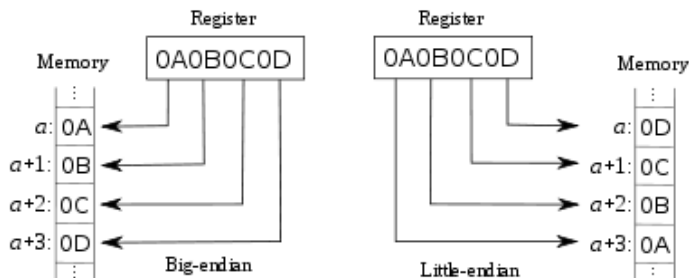 Register
0A0B0C0D
Memory
a: 0A
a+1: 0B
a+2: 0C
a+3: 0D
Big-endian
Register
0A0B0C0D
Memory
a: 0D
a+1: 0C
a+2: 0B
a+3: 0A
Little-endian